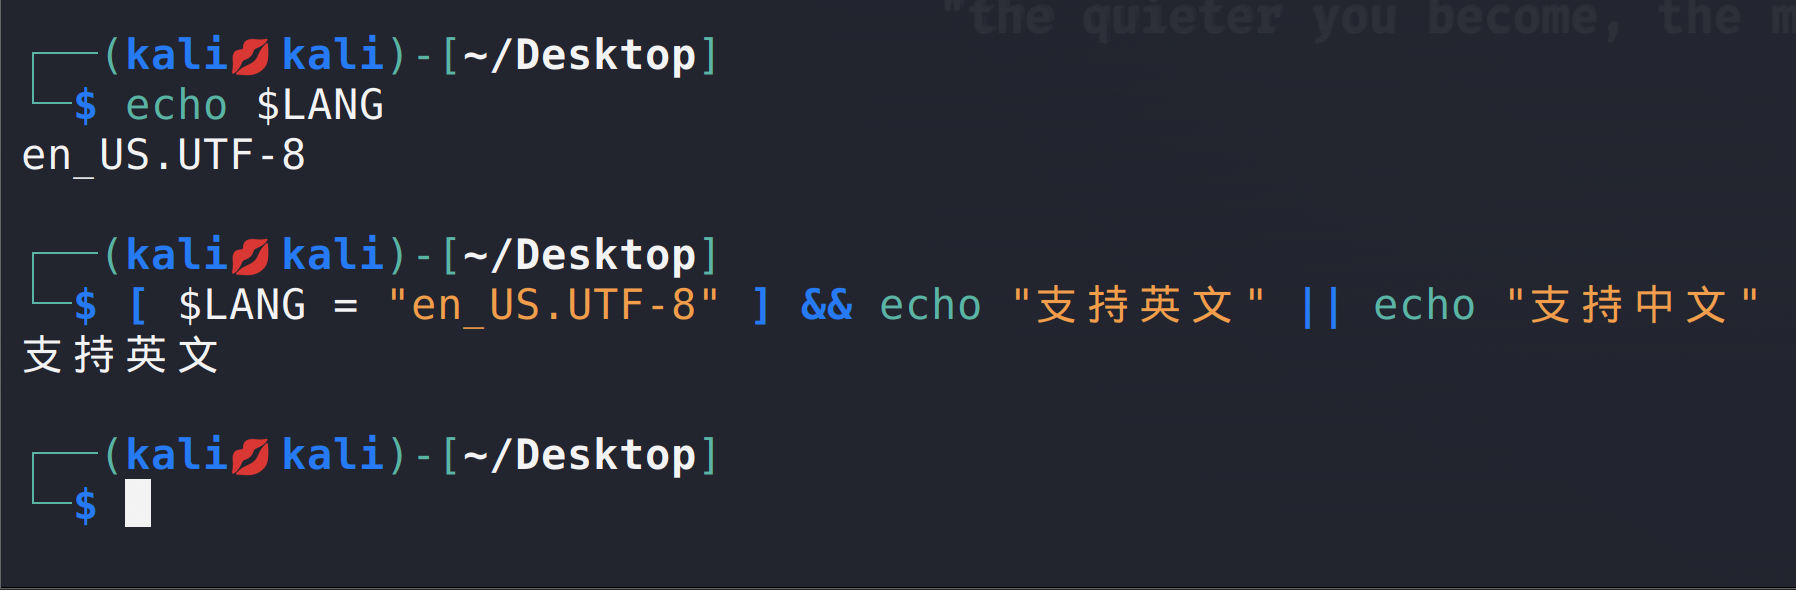 "the quieter you become, the m
┌──(kali💋kali)-[~/Desktop]
└─$ echo $LANG
en_US.UTF-8
┌──(kali💋kali)-[~/Desktop]
└─$ [ $LANG = "en_US.UTF-8" ] && echo "支持英文" || echo "支持中文"
支持英文
┌──(kali💋kali)-[~/Desktop]
└─$